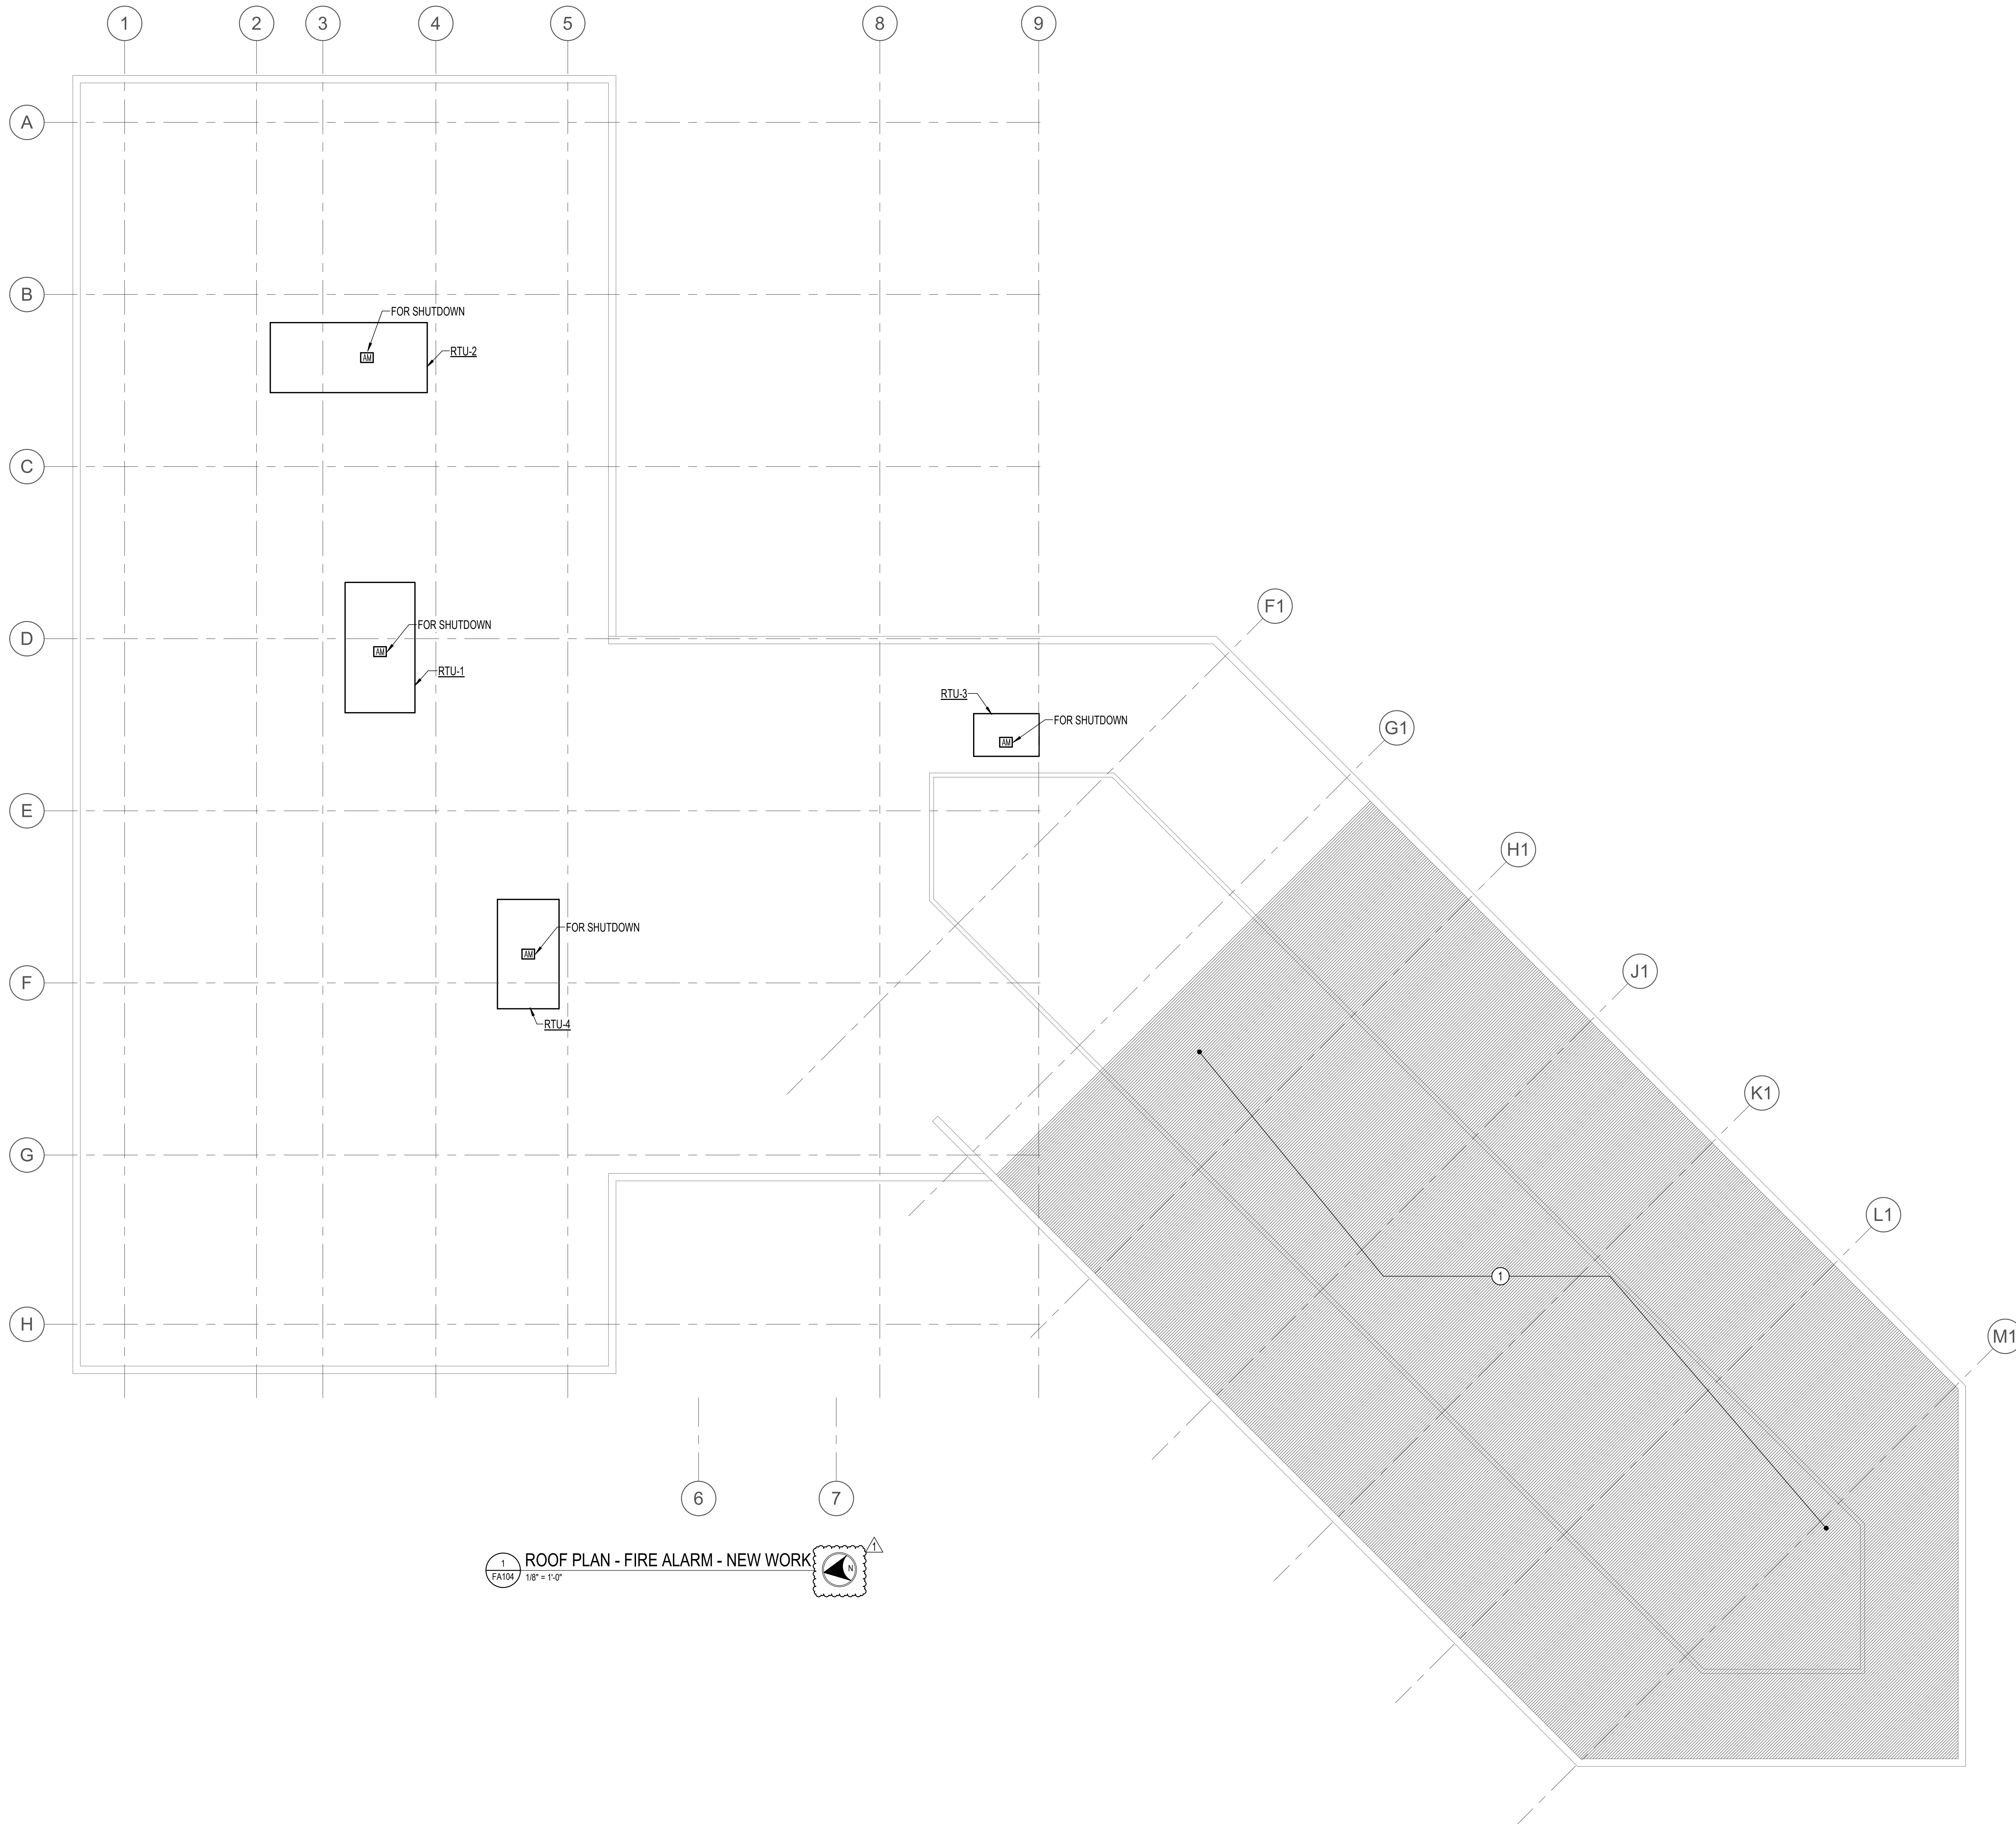 1
2
3
4
5
8
9
A
B
FOR SHUTDOWN
AM
RTU-2
C
F1
FOR SHUTDOWN
D
AM
RTU-1
RTU-3
FOR SHUTDOWN
AM
G1
E
H1
FOR SHUTDOWN
AM
J1
F
RTU-4
K1
G
L1
1
H
M1
6
7
1
FA104
ROOF PLAN - FIRE ALARM - NEW WORK
1/8" = 1'-0"
N
1